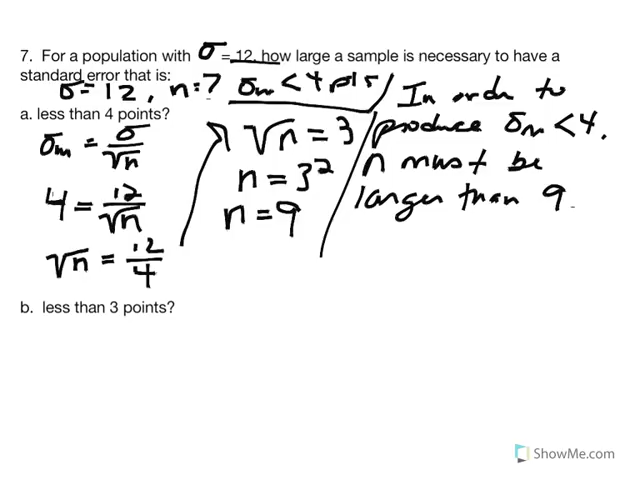 7. For a population with σ = 12, how large a sample is necessary to have a
standard error that is:
σ = 12, n = ? σm < 4 pts
a. less than 4 points?
σm = σ/√n
4 = 12/√n
√n = 12/4
√n = 3
n = 3²
n = 9
In order to
produce σm < 4,
n must be
larger than 9
b. less than 3 points?
ShowMe.com